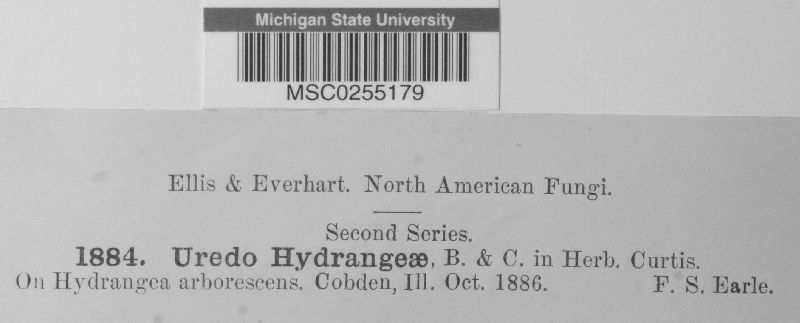 Michigan State University
MSC0255179
Ellis & Everhart. North American Fungi.
Second Series.
1884. Uredo Hydrangeæ, B. & C. in Herb. Curtis.
On Hydrangea arborescens. Cobden, Ill. Oct. 1886. F. S. Earle.